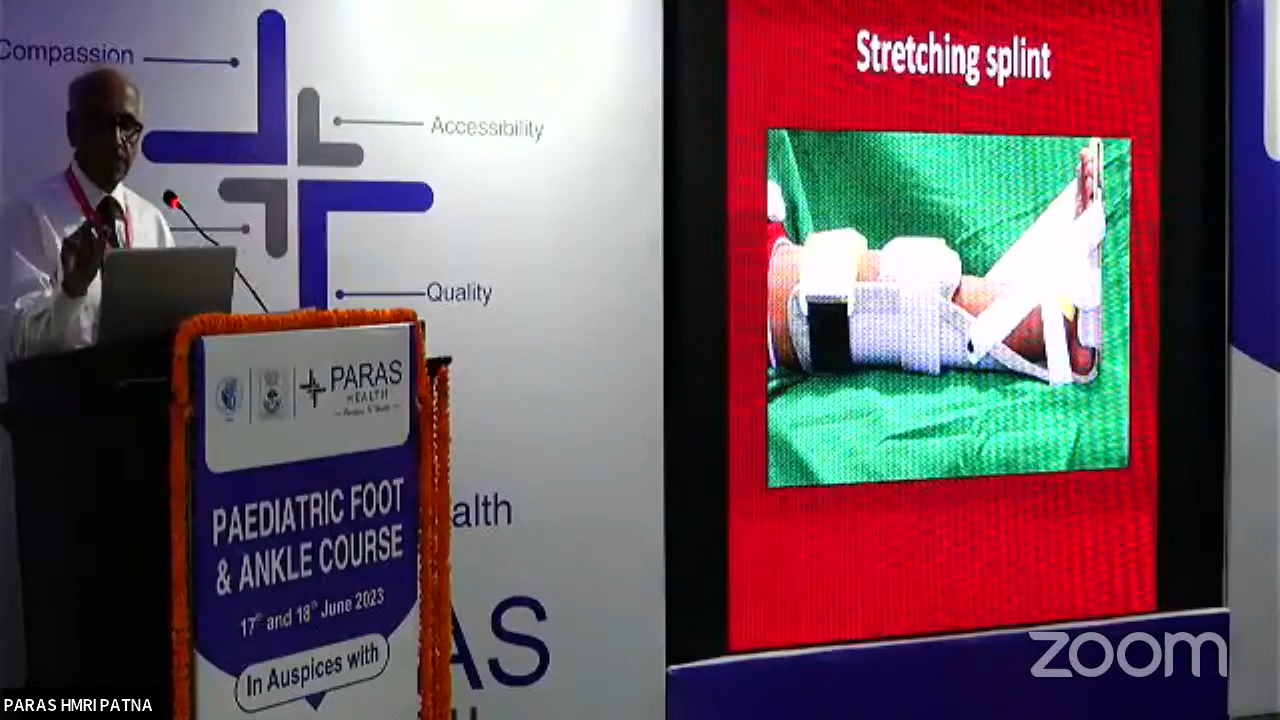 Compassion
Accessibility
Quality
alth
AS
Stretching splint
PARAS
HEALTH
PAEDIATRIC FOOT
& ANKLE COURSE
17th and 18th June 2023
In Auspices with
zoom
PARAS HMRI PATNA